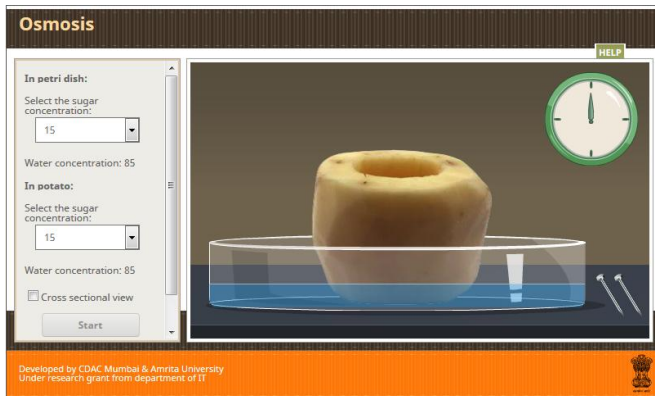 Osmosis
HELP
In petri dish:
Select the sugar
concentration:
15
Water concentration: 85
In potato:
Select the sugar
concentration:
15
Water concentration: 85
Cross sectional view
Start
Developed by CDAC Mumbai & Amrita University
Under research grant from department of IT